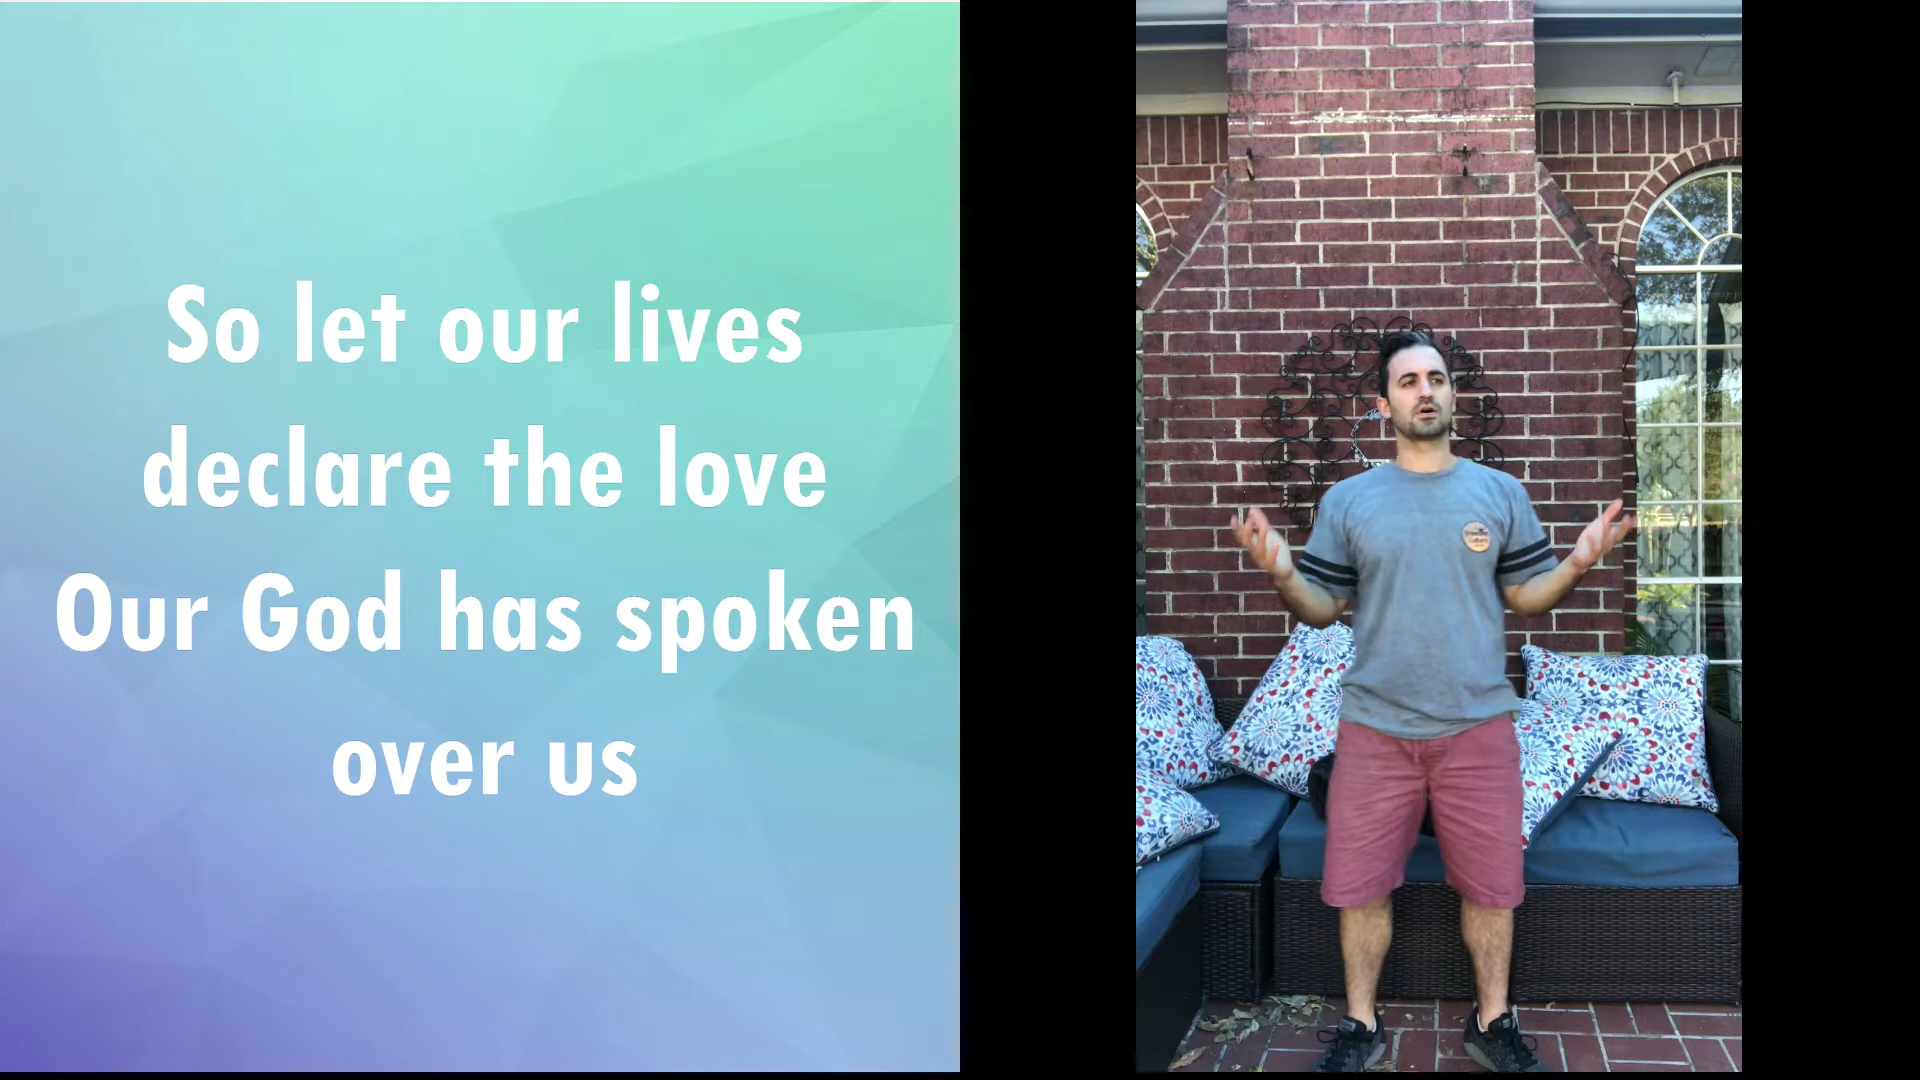 So let our lives
declare the love
Our God has spoken
over us